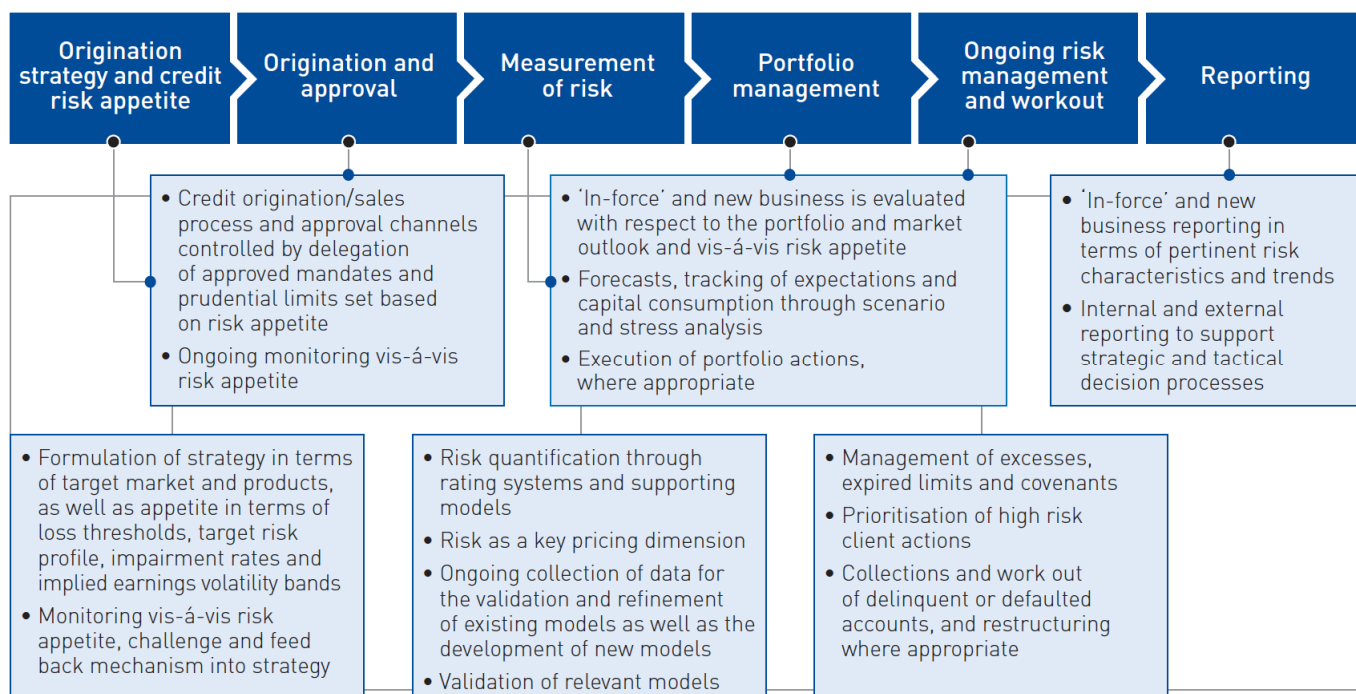 Origination
strategy and credit
risk appetite
Origination and
approval
Measurement
of risk
Portfolio
management
Ongoing risk
management
and workout
Reporting
• Credit origination/sales
process and approval channels
controlled by delegation
of approved mandates and
prudential limits set based
on risk appetite
• Ongoing monitoring vis-á-vis
risk appetite
• ‘In-force’ and new business is evaluated
with respect to the portfolio and market
outlook and vis-á-vis risk appetite
• Forecasts, tracking of expectations and
capital consumption through scenario
and stress analysis
• Execution of portfolio actions,
where appropriate
• ‘In-force’ and new
business reporting in
terms of pertinent risk
characteristics and trends
• Internal and external
reporting to support
strategic and tactical
decision processes
• Formulation of strategy in terms
of target market and products,
as well as appetite in terms of
loss thresholds, target risk
profile, impairment rates and
implied earnings volatility bands
• Monitoring vis-á-vis risk
appetite, challenge and feed
back mechanism into strategy
• Risk quantification through
rating systems and supporting
models
• Risk as a key pricing dimension
• Ongoing collection of data for
the validation and refinement
of existing models as well as the
development of new models
• Validation of relevant models
• Management of excesses,
expired limits and covenants
• Prioritisation of high risk
client actions
• Collections and work out
of delinquent or defaulted
accounts, and restructuring
where appropriate